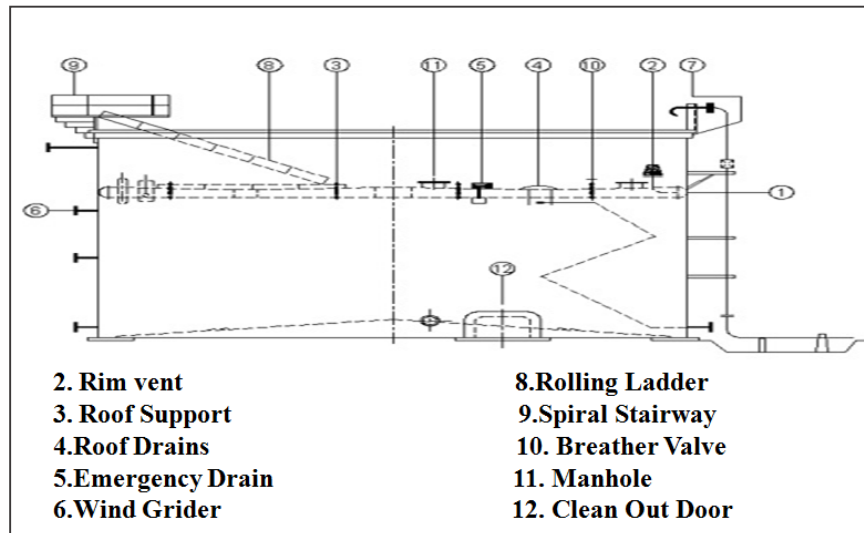 9 8 3 11 5 4 10 2 7
1
6
12
2. Rim vent
3. Roof Support
4.Roof Drains
5.Emergency Drain
6.Wind Grider
8.Rolling Ladder
9.Spiral Stairway
10. Breather Valve
11. Manhole
12. Clean Out Door